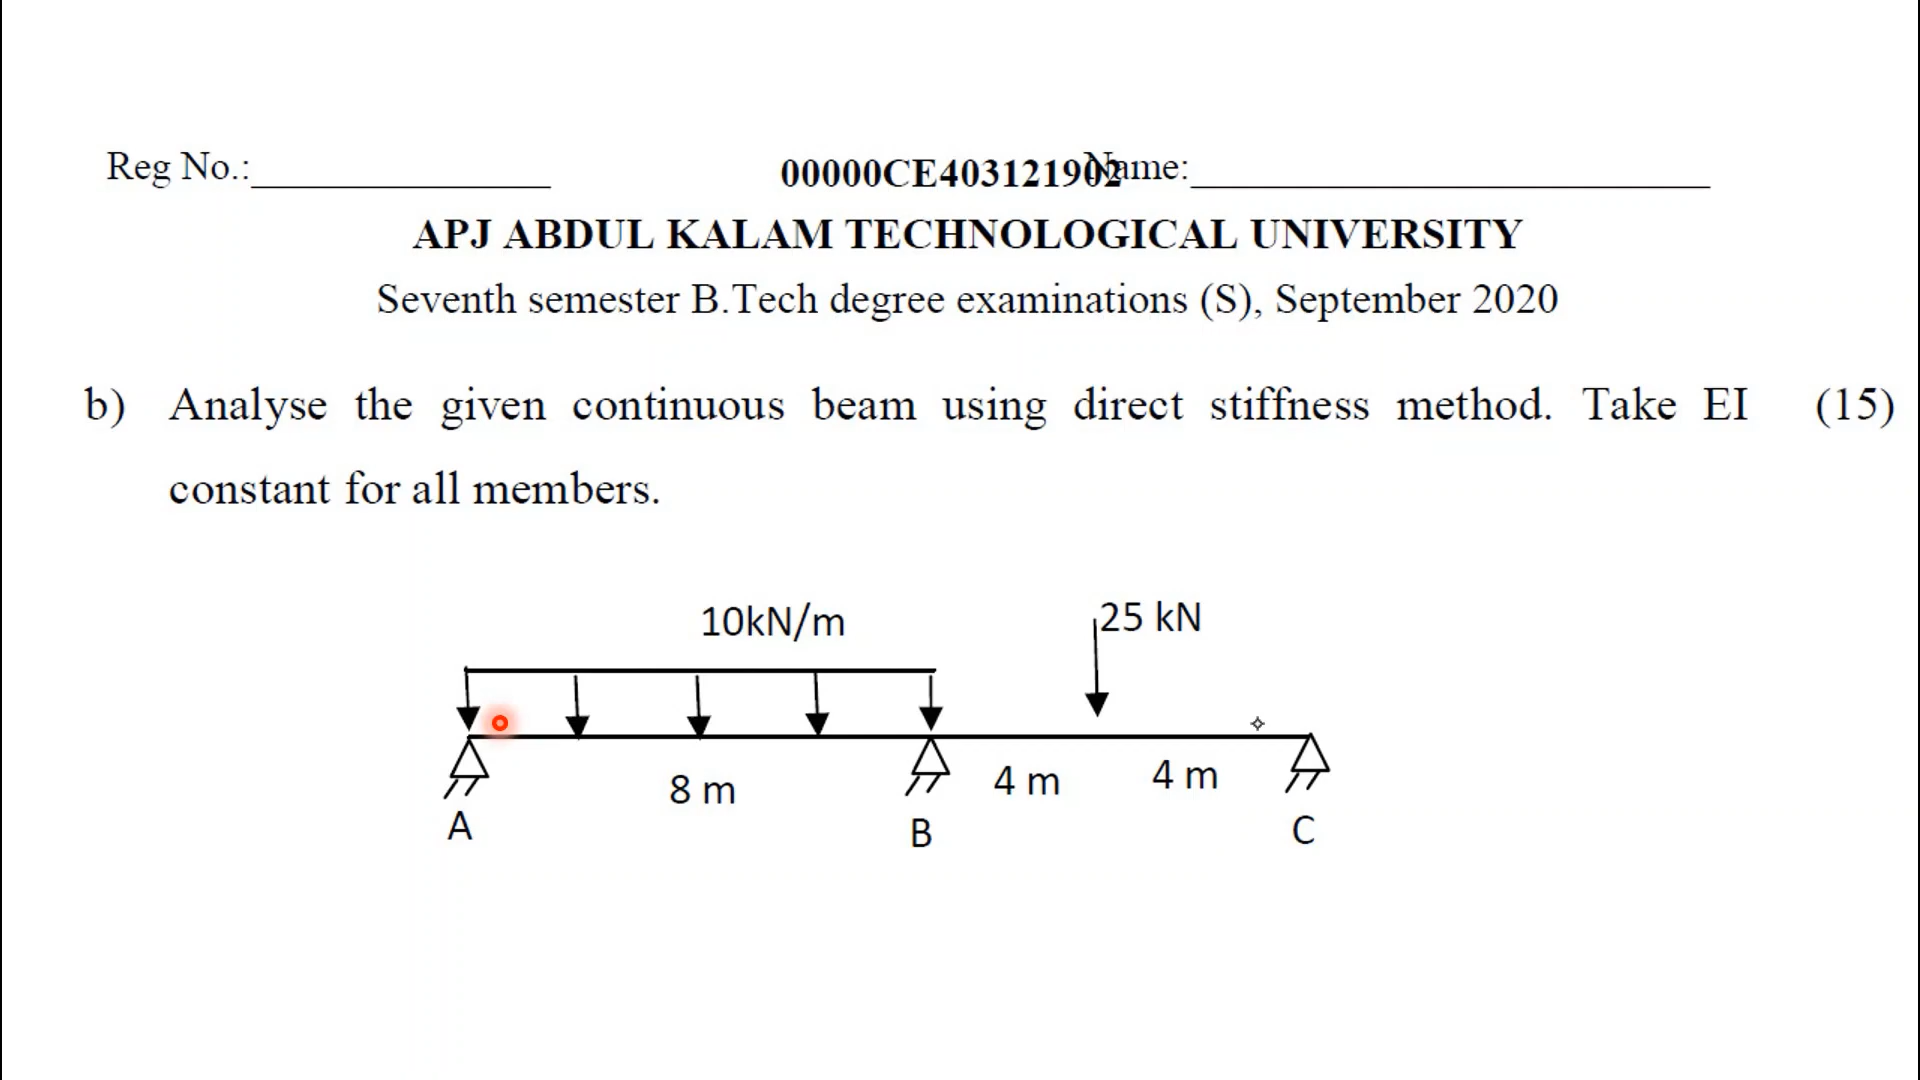 Reg No.:_______________ 00000CE403121902 Name:__________________________
APJ ABDUL KALAM TECHNOLOGICAL UNIVERSITY
Seventh semester B.Tech degree examinations (S), September 2020
b) Analyse the given continuous beam using direct stiffness method. Take EI (15)
constant for all members.
10kN/m 25 kN
8 m 4 m 4 m
A B C